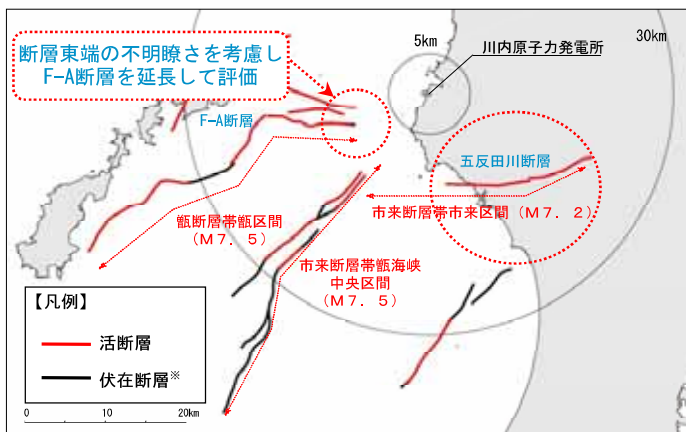 断層東端の不明瞭さを考慮し
F-A断層を延長して評価
5km
川内原子力発電所
30km
F-A断層
五反田川断層
甑断層帯甑区間
（M7．5）
市来断層帯市来区間（M7．2）
市来断層帯甑海峡
中央区間
（M7．5）
【凡例】
活断層
伏在断層※
0 10 20km